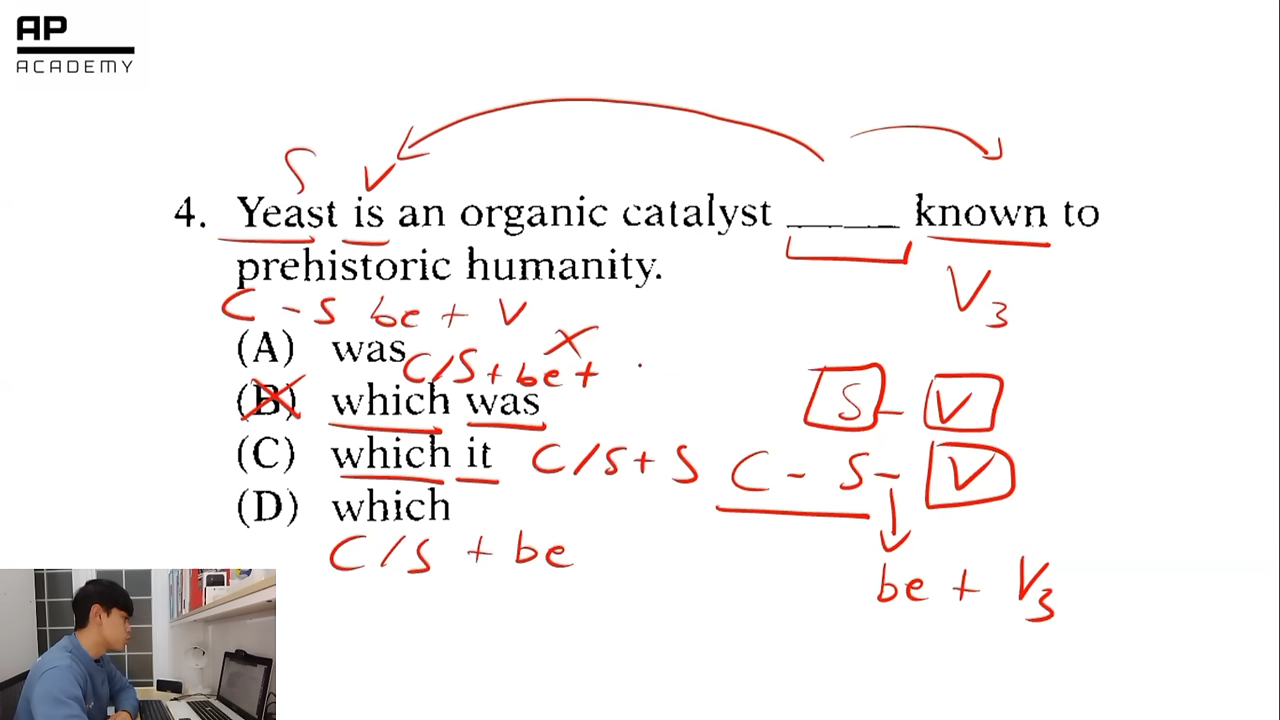 AP
ACADEMY
S V
4. Yeast is an organic catalyst _____ known to
prehistoric humanity.
V3
C - S be + V
(A) was
C/S + be + X
(B) which was
S - V
(C) which it C/S + S
C - S - V
(D) which
C/S + be
be + V3